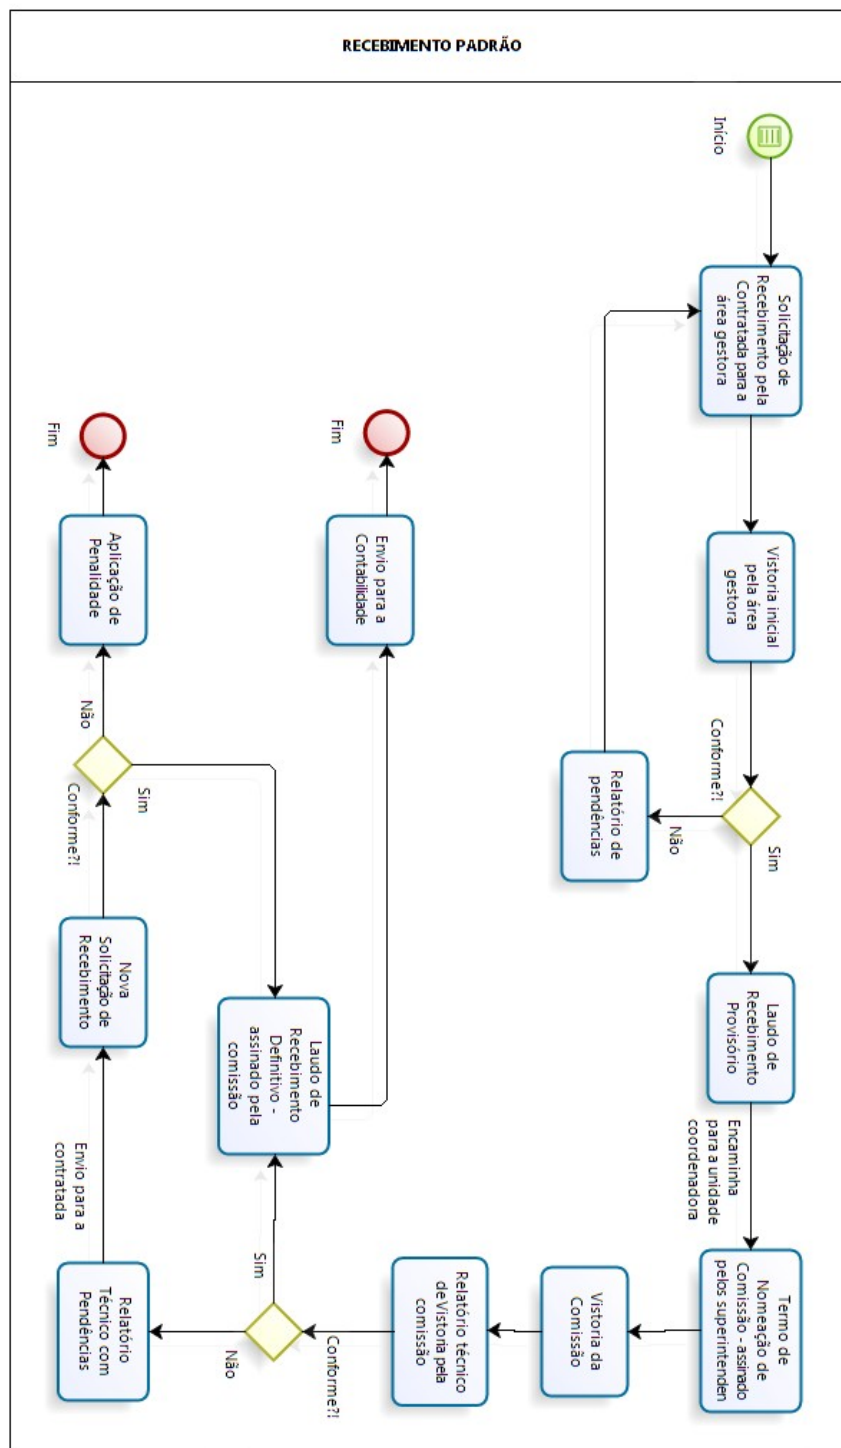 RECEBIMENTO PADRÃO
Início
Solicitação de
Recebimento pela
Contratada para a
área gestora
Vistoria inicial
pela área
gestora
Conforme?!
Sim
Não
Relatório de
pendências
Laudo de
Recebimento
Provisório
Encaminha
para a unidade
coordenadora
Termo de
Nomeação de
Comissão - assinado
pelos superintenden
Vistoria da
Comissão
Relatório técnico
de Vistoria pela
comissão
Conforme?!
Sim
Não
Laudo de
Recebimento
Definitivo -
assinado pela
comissão
Envio para a
Contabilidade
Fim
Relatório
Técnico com
Pendências
Envio para a
contratada
Nova
Solicitação de
Recebimento
Conforme?!
Sim
Não
Aplicação de
Penalidade
Fim